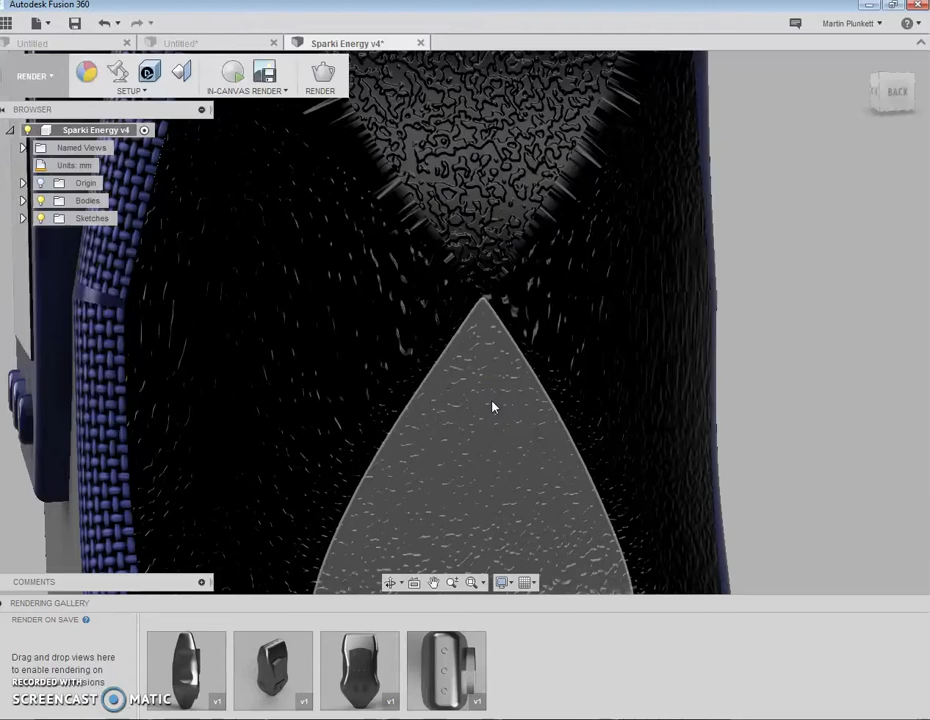 Autodesk Fusion 360
Martin Plunkett
Untitled
Untitled*
Sparki Energy v4*
RENDER
SETUP
IN-CANVAS RENDER
RENDER
BACK
BROWSER
Sparki Energy v4
Named Views
Units: mm
Origin
Bodies
Sketches
COMMENTS
RENDERING GALLERY
RENDER ON SAVE
Drag and drop views here
to enable rendering on
v1
v1
v1
v1
RECORDED WITH
SCREENCAST MATIC